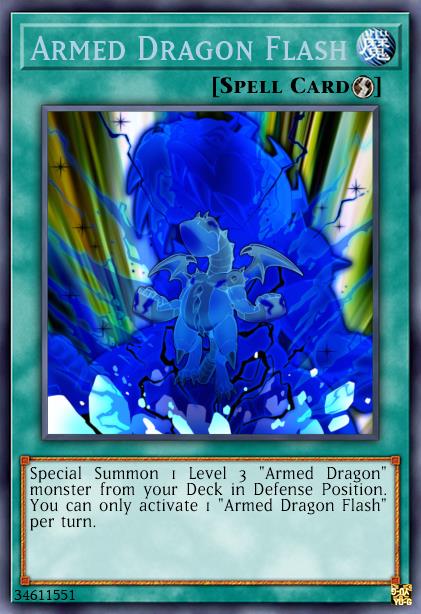 Armed Dragon Flash 魔
[Spell Card]
Special Summon 1 Level 3 "Armed Dragon"
monster from your Deck in Defense Position.
You can only activate 1 "Armed Dragon Flash"
per turn.
34611551